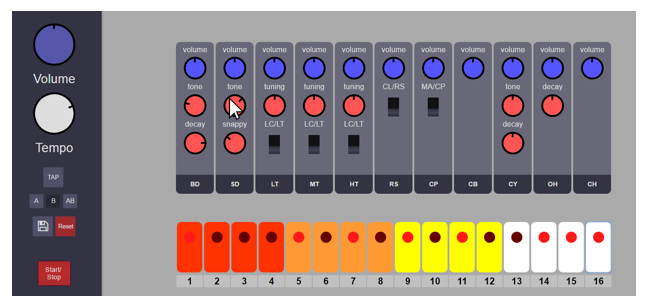 Volume
Tempo
TAP
A B AB
Reset
Start/
Stop
volume volume volume volume volume volume volume volume volume volume volume
tone tone tuning tuning tuning CL/RS MA/CP tone decay
decay snappy LC/LT LC/LT LC/LT decay
BD SD LT MT HT RS CP CB CY OH CH
1 2 3 4 5 6 7 8 9 10 11 12 13 14 15 16